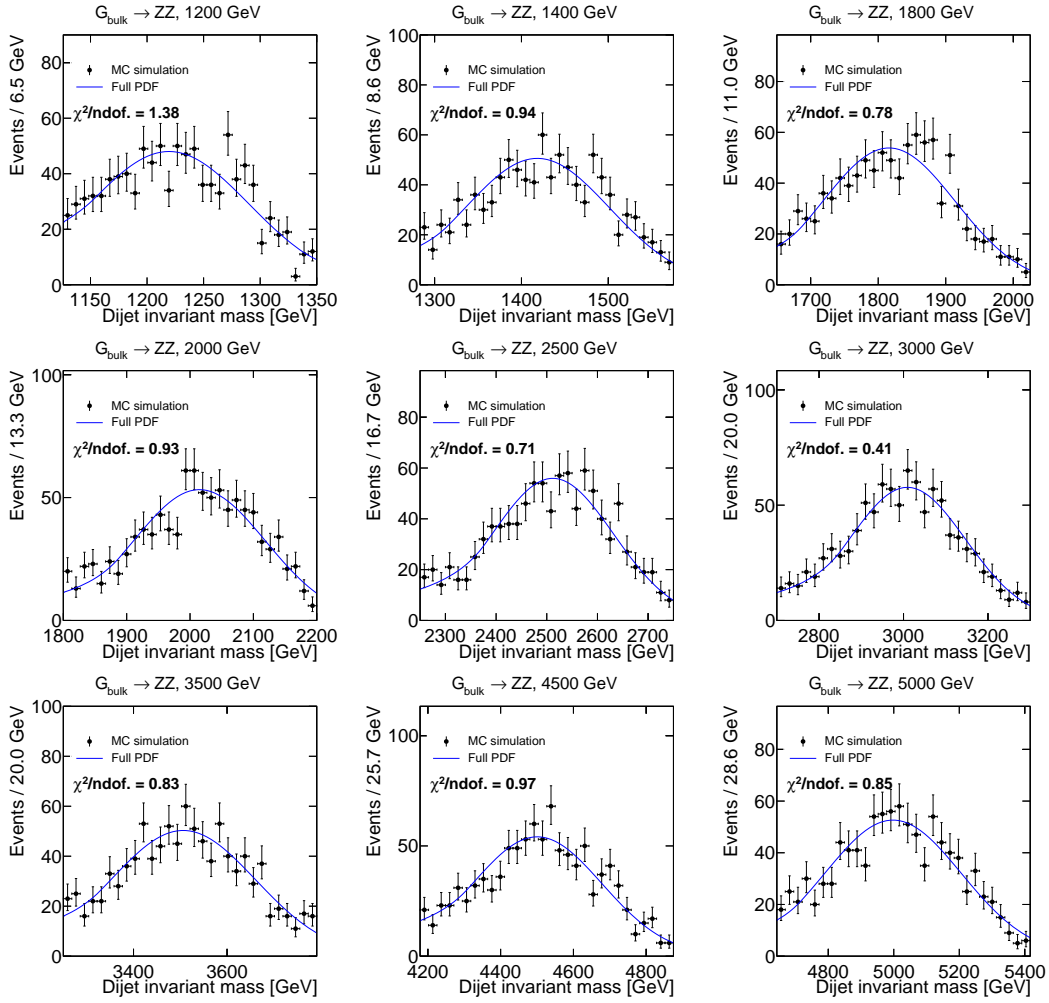 G_bulk → ZZ, 1200 GeV
Events / 6.5 GeV
80
60
40
20
0
MC simulation
Full PDF
χ²/ndof. = 1.38
1150 1200 1250 1300 1350
Dijet invariant mass [GeV]
G_bulk → ZZ, 1400 GeV
Events / 8.6 GeV
100
80
60
40
20
0
MC simulation
Full PDF
χ²/ndof. = 0.94
1300 1400 1500
Dijet invariant mass [GeV]
G_bulk → ZZ, 1800 GeV
Events / 11.0 GeV
80
60
40
20
0
MC simulation
Full PDF
χ²/ndof. = 0.78
1700 1800 1900 2000
Dijet invariant mass [GeV]
G_bulk → ZZ, 2000 GeV
Events / 13.3 GeV
100
50
0
MC simulation
Full PDF
χ²/ndof. = 0.93
1800 1900 2000 2100 2200
Dijet invariant mass [GeV]
G_bulk → ZZ, 2500 GeV
Events / 16.7 GeV
80
60
40
20
0
MC simulation
Full PDF
χ²/ndof. = 0.71
2300 2400 2500 2600 2700
Dijet invariant mass [GeV]
G_bulk → ZZ, 3000 GeV
Events / 20.0 GeV
100
50
0
MC simulation
Full PDF
χ²/ndof. = 0.41
2800 3000 3200
Dijet invariant mass [GeV]
G_bulk → ZZ, 3500 GeV
Events / 20.0 GeV
100
80
60
40
20
0
MC simulation
Full PDF
χ²/ndof. = 0.83
3400 3600
Dijet invariant mass [GeV]
G_bulk → ZZ, 4500 GeV
Events / 25.7 GeV
100
50
0
MC simulation
Full PDF
χ²/ndof. = 0.97
4200 4400 4600 4800
Dijet invariant mass [GeV]
G_bulk → ZZ, 5000 GeV
Events / 28.6 GeV
80
60
40
20
0
MC simulation
Full PDF
χ²/ndof. = 0.85
4800 5000 5200 5400
Dijet invariant mass [GeV]